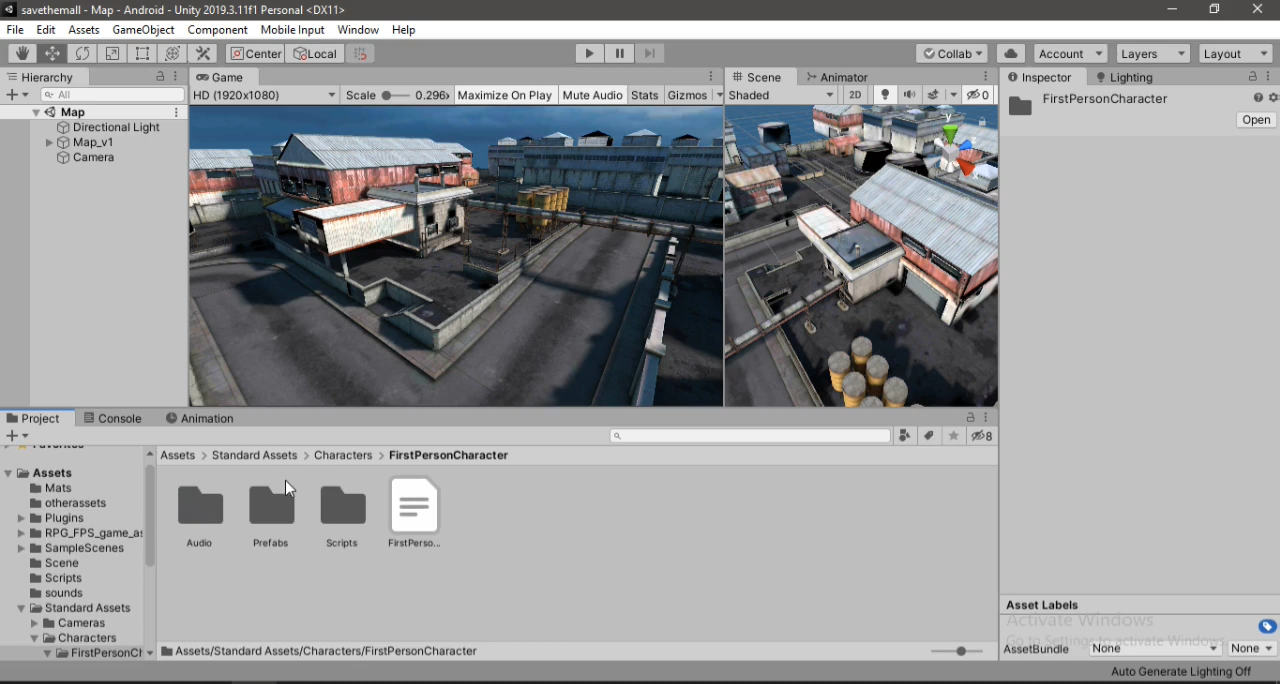 savethemall - Map - Android - Unity 2019.3.11f1 Personal <DX11>
File Edit Assets GameObject Component Mobile Input Window Help
Center Local Collab Account Layers Layout
Hierarchy Game Scene Animator Inspector Lighting
All HD (1920x1080) Scale 0.296x Maximize On Play Mute Audio Stats Gizmos Shaded 2D 0 FirstPersonCharacter
Open
Map
Directional Light
Map_v1
Camera
y
Project Console Animation
8
Favorites
Assets > Standard Assets > Characters > FirstPersonCharacter
Assets
Mats
otherassets
Plugins
RPG_FPS_game_as
SampleScenes
Scene
Scripts
sounds
Standard Assets
Cameras
Characters
FirstPersonCh
Audio Prefabs Scripts FirstPerso...
Assets/Standard Assets/Characters/FirstPersonCharacter
Asset Labels
Activate Windows
Go to Settings to activate Windows.
AssetBundle None None
Auto Generate Lighting Off